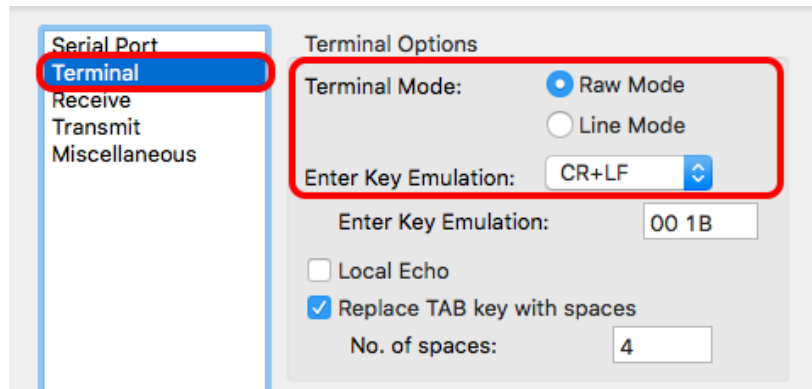 Serial Port
Terminal
Receive
Transmit
Miscellaneous
Terminal Options
Terminal Mode: Raw Mode
Line Mode
Enter Key Emulation: CR+LF
Enter Key Emulation: 00 1B
Local Echo
Replace TAB key with spaces
No. of spaces: 4